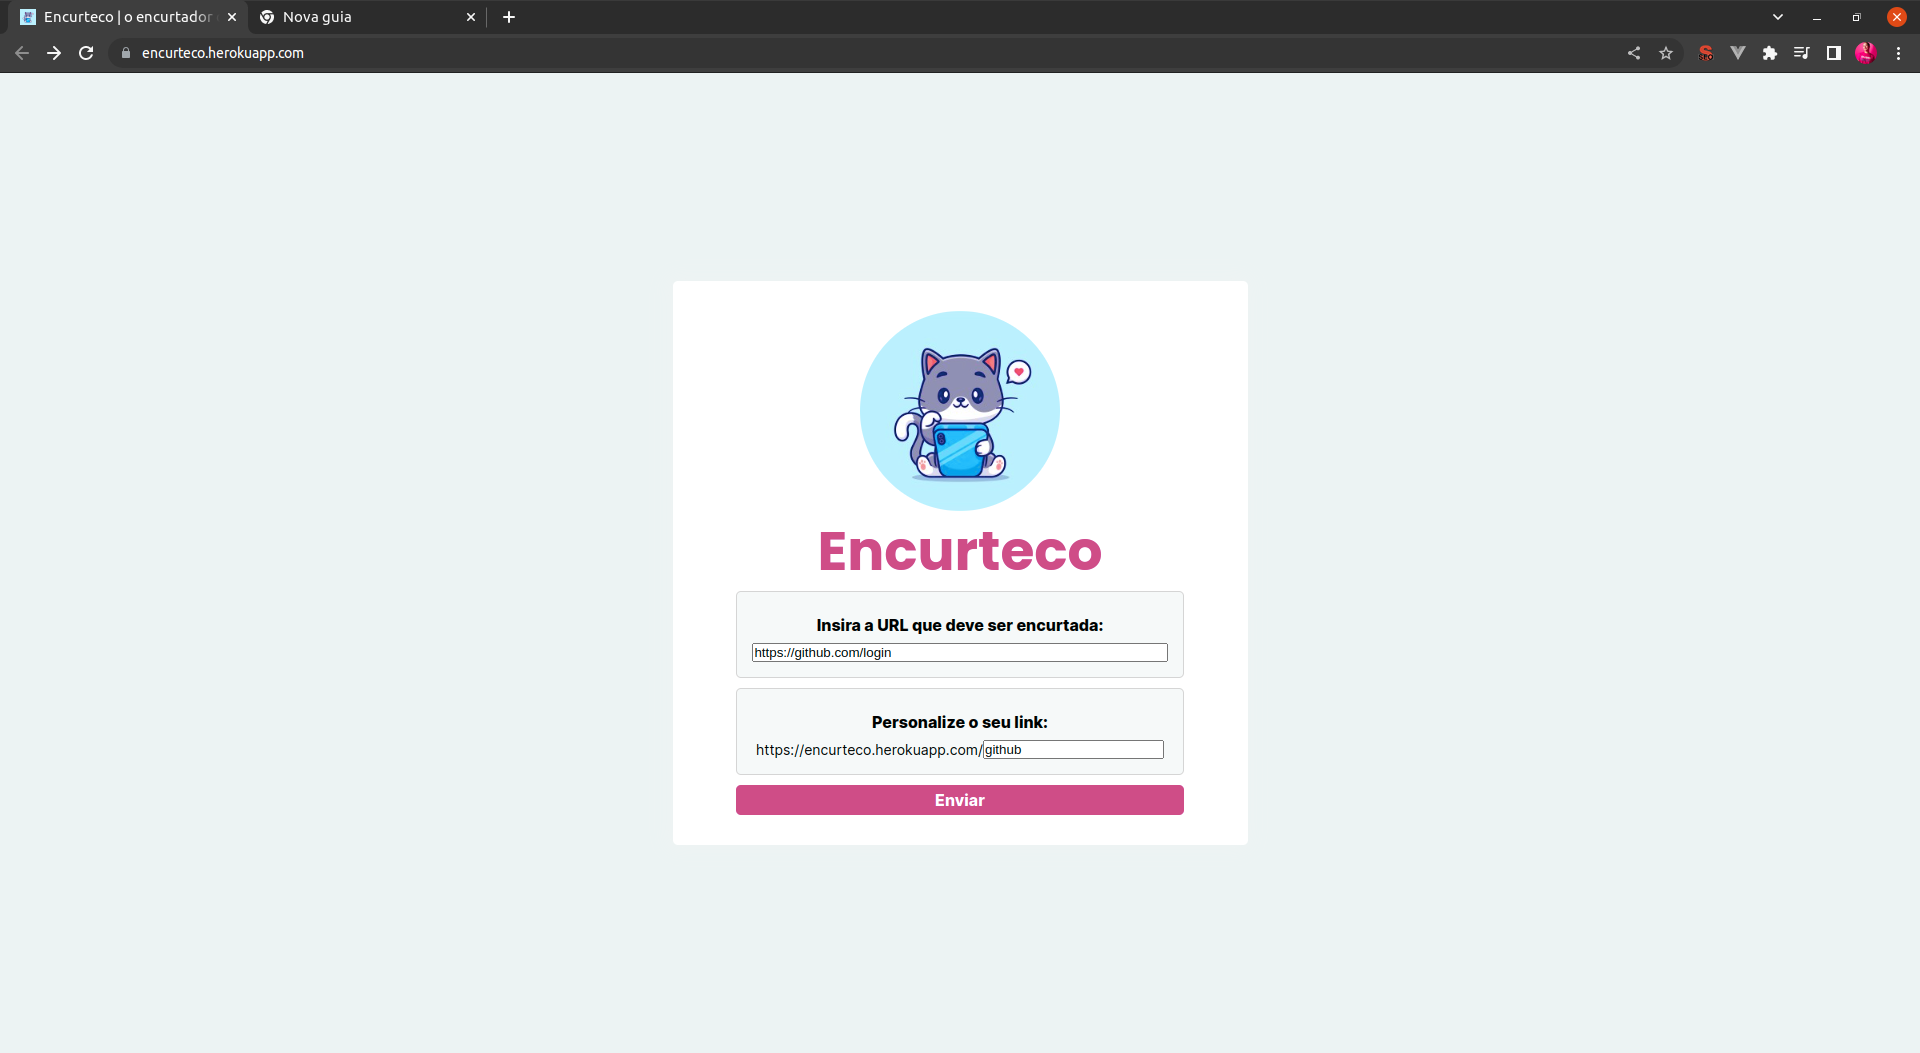 Encurteco | o encurtador
Nova guia
encurteco.herokuapp.com
Encurteco
Insira a URL que deve ser encurtada:
https://github.com/login
Personalize o seu link:
https://encurteco.herokuapp.com/github
Enviar